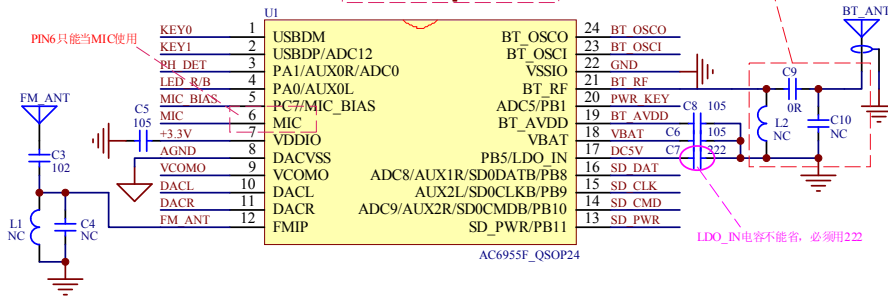 U1
BT_ANT
PIN6只能当MIC使用
FM_ANT
KEY0 1 USBDM
KEY1 2 USBDP/ADC12
PH_DET 3 PA1/AUX0R/ADC0
LED_R/B 4 PA0/AUX0L
MIC_BIAS 5 PC7/MIC_BIAS
MIC 6 MIC
+3.3V 7 VDDIO
AGND 8 DACVSS
VCOMO 9 VCOMO
DACL 10 DACL
DACR 11 DACR
FM_ANT 12 FMIP
BT_OSCO 24 BT_OSCO
BT_OSCI 23 BT_OSCI
VSSIO 22 GND
BT_RF 21 BT_RF
ADC5/PB1 20 PWR_KEY
BT_AVDD 19 BT_AVDD
VBAT 18 VBAT
PB5/LDO_IN 17 DC5V
ADC8/AUX1R/SD0DATB/PB8 16 SD_DAT
AUX2L/SD0CLKB/PB9 15 SD_CLK
ADC9/AUX2R/SD0CMDB/PB10 14 SD_CMD
SD_PWR/PB11 13 SD_PWR
AC6955F_QSOP24
C5
105
C3
102
L1
NC
C4
NC
C8 105
C6 105
C7 222
C9
0R
L2
NC
C10
NC
LDO_IN电容不能省，必须用222